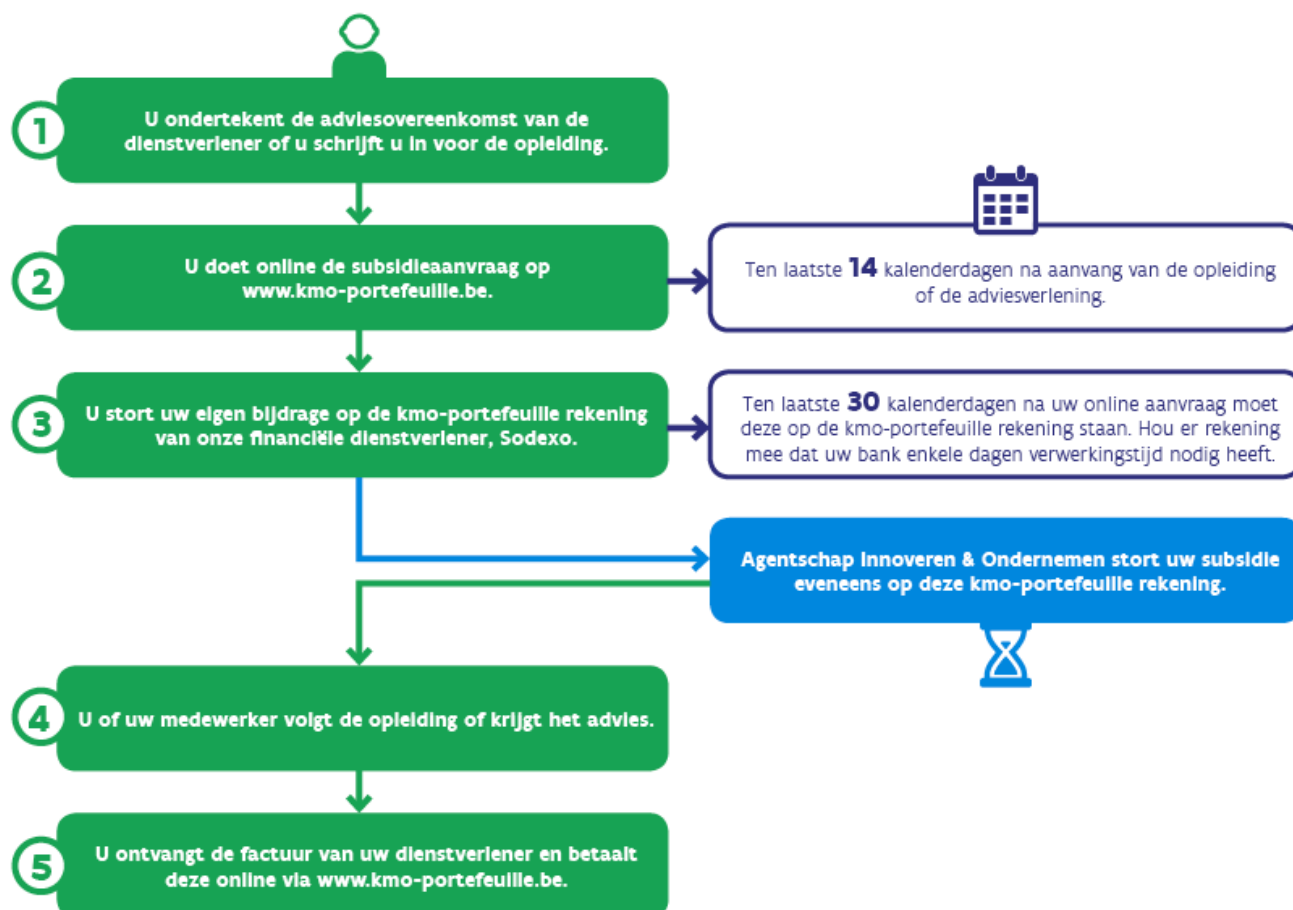 1
U ondertekent de adviesovereenkomst van de
dienstverlener of u schrijft u in voor de opleiding.
2
U doet online de subsidieaanvraag op
www.kmo-portefeuille.be.
Ten laatste 14 kalenderdagen na aanvang van de opleiding
of de adviesverlening.
3
U stort uw eigen bijdrage op de kmo-portefeuille rekening
van onze financiële dienstverlener, Sodexo.
Ten laatste 30 kalenderdagen na uw online aanvraag moet
deze op de kmo-portefeuille rekening staan. Hou er rekening
mee dat uw bank enkele dagen verwerkingstijd nodig heeft.
Agentschap Innoveren & Ondernemen stort uw subsidie
eveneens op deze kmo-portefeuille rekening.
4
U of uw medewerker volgt de opleiding of krijgt het advies.
5
U ontvangt de factuur van uw dienstverlener en betaalt
deze online via www.kmo-portefeuille.be.